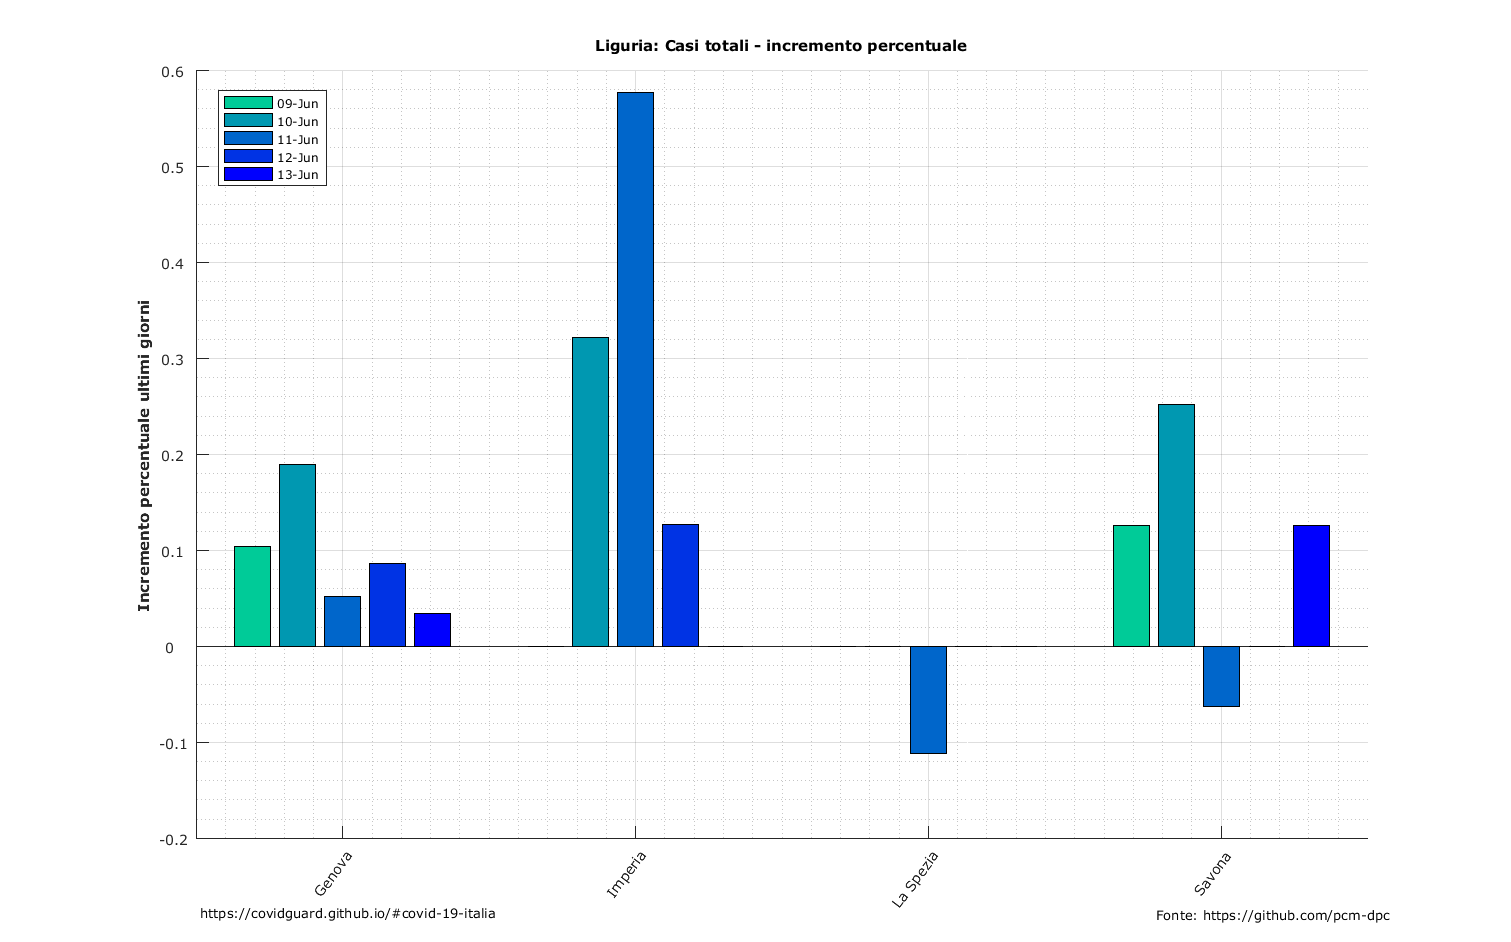 Liguria: Casi totali - incremento percentuale
0.6
0.5
0.4
0.3
0.2
0.1
0
-0.1
-0.2
Incremento percentuale ultimi giorni
09-Jun
10-Jun
11-Jun
12-Jun
13-Jun
Genova
Imperia
La Spezia
Savona
https://covidguard.github.io/#covid-19-italia
Fonte: https://github.com/pcm-dpc